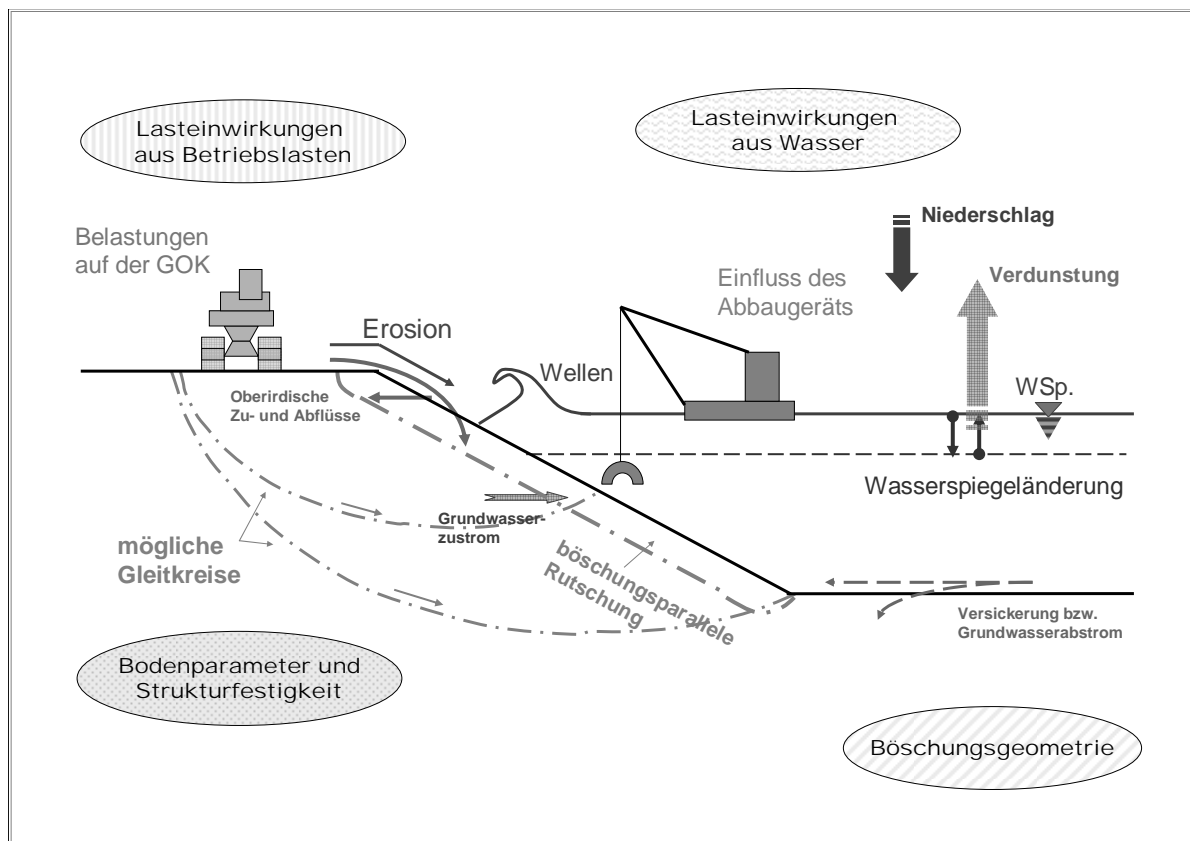 Lasteinwirkungen
aus Betriebslasten
Lasteinwirkungen
aus Wasser
Niederschlag
Belastungen
auf der GOK
Einfluss des
Abbaugeräts
Verdunstung
Erosion
Wellen
WSp.
Oberirdische
Zu- und Abflüsse
Wasserspiegeländerung
Grundwasser-
zustrom
mögliche
Gleitkreise
böschungsparallele
Rutschung
Versickerung bzw.
Grundwasserabstrom
Bodenparameter und
Strukturfestigkeit
Böschungsgeometrie